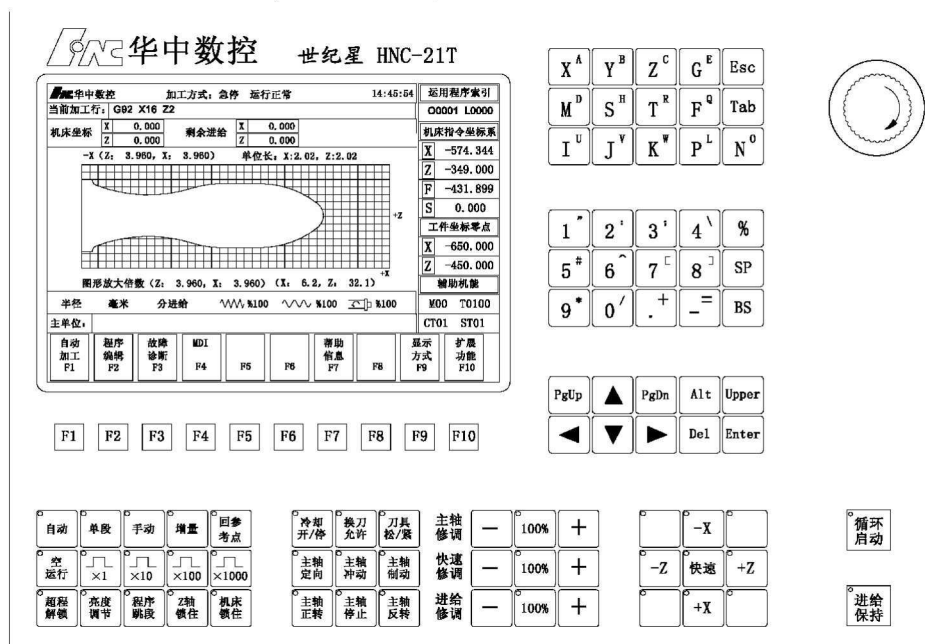 HNC 华中数控 世纪星 HNC-21T
HNC 华中数控 加工方式：急停 运行正常 14:45:54 运用程序索引
当前加工行： G92 X16 Z2 O0001 L0000
机床坐标 X 0.000 剩余进给 X 0.000 机床指令坐标系
Z 0.000 Z 0.000
X -574.344
-X (Z: 3.960, X: 3.960) 单位长：X:2.02, Z:2.02
Z -349.000
F -431.899
S 0.000
+Z
工件坐标零点
X -650.000
Z -450.000
+X
图形放大倍数 (Z: 3.960, X: 3.960) (X: 6.2, Z: 32.1) 辅助机能
半径 毫米 分进给 %100 %100 %100 M00 T0100
主单位： CT01 ST01
自动加工 F1 程序编辑 F2 故障诊断 F3 MDI F4 F5 F6 帮助信息 F7 F8 显示方式 F9 扩展功能 F10
F1 F2 F3 F4 F5 F6 F7 F8 F9 F10
X A Y B Z C G E Esc
M D S H T R F Q Tab
I U J V K W P L N O
1 " 2 : 3 ; 4 \ %
5 # 6 ^ 7 [ 8 ] SP
9 * 0 / . + - = BS
PgUp ▲ PgDn Alt Upper
◀ ▼ ▶ Del Enter
自动 单段 手动 增量 回参考点
空运行 ×1 ×10 ×100 ×1000
超程解锁 亮度调节 程序跳段 Z轴锁住 机床锁住
冷却开/停 换刀允许 刀具松/紧 主轴修调 − 100% +
主轴定向 主轴冲动 主轴制动 快速修调 − 100% +
主轴正转 主轴停止 主轴反转 进给修调 − 100% +
-X
-Z 快速 +Z
+X
循环启动
进给保持